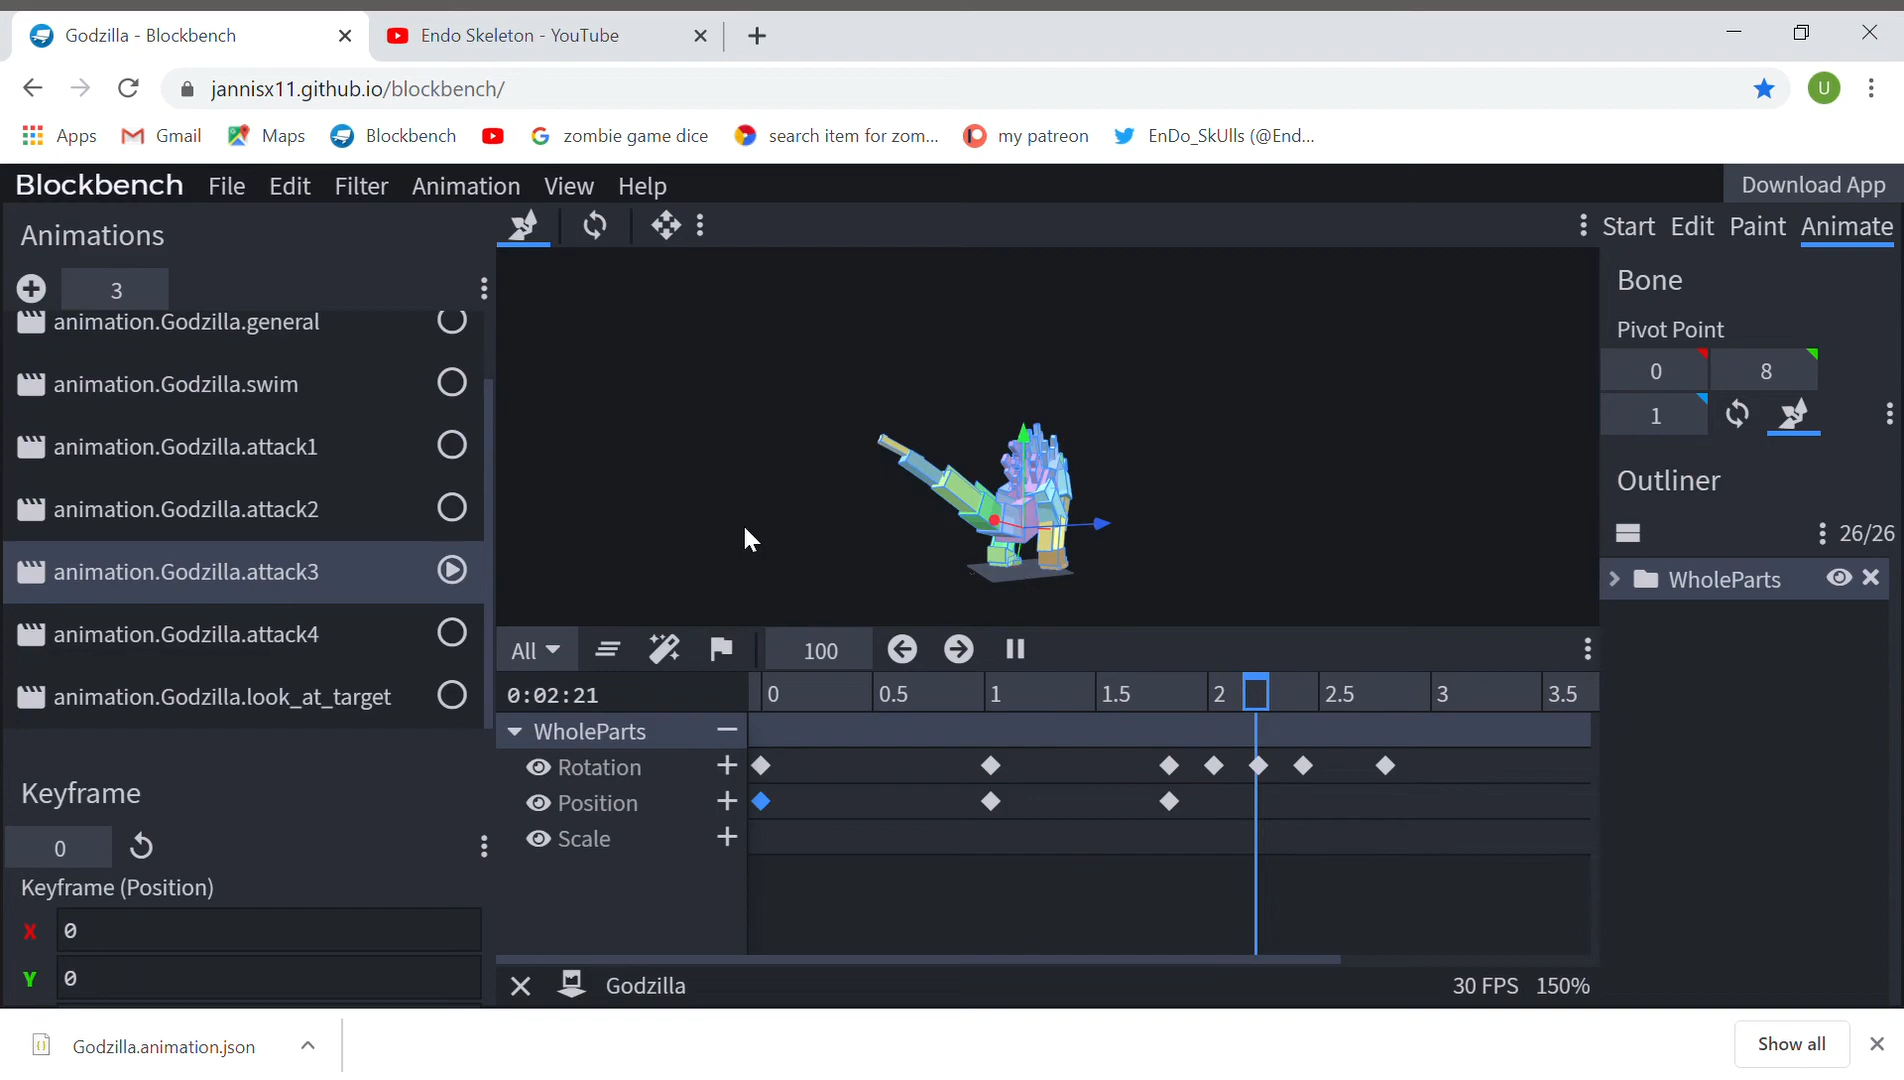 Godzilla - Blockbench
Endo Skeleton - YouTube
jannisx11.github.io/blockbench/
U
Apps Gmail Maps Blockbench zombie game dice search item for zom... my patreon EnDo_SkUlls (@End...
Blockbench File Edit Filter Animation View Help Download App
Animations
Start Edit Paint Animate
3
animation.Godzilla.general
animation.Godzilla.swim
animation.Godzilla.attack1
animation.Godzilla.attack2
animation.Godzilla.attack3
animation.Godzilla.attack4
animation.Godzilla.look_at_target
Bone
Pivot Point
0 8
1
Outliner
26/26
WholeParts
All 100
0:02:21 0 0.5 1 1.5 2 2.5 3 3.5
WholeParts
Rotation
Position
Scale
Keyframe
0
Keyframe (Position)
X 0
Y 0
Godzilla 30 FPS 150%
Godzilla.animation.json
Show all